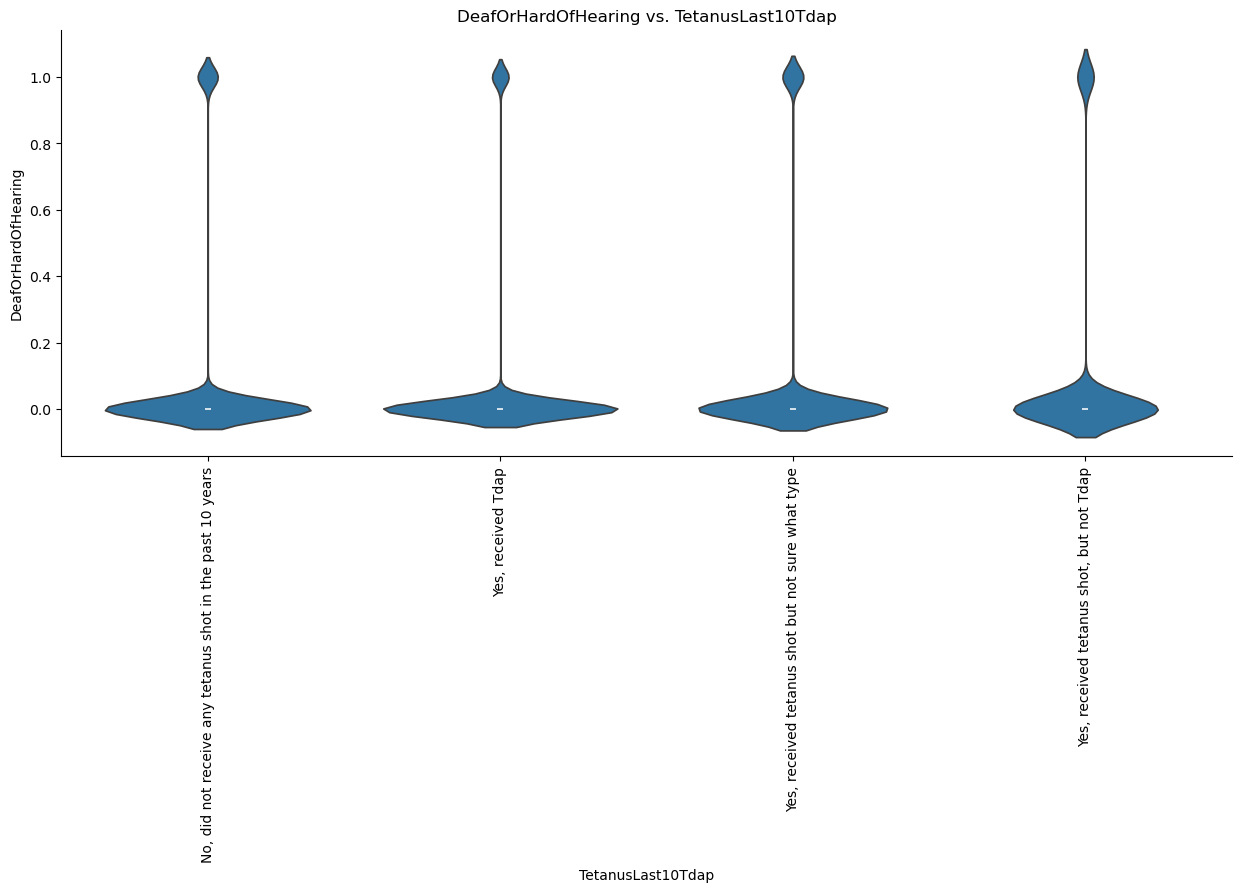 DeafOrHardOfHearing vs. TetanusLast10Tdap
DeafOrHardOfHearing
1.0
0.8
0.6
0.4
0.2
0.0
No, did not receive any tetanus shot in the past 10 years
Yes, received Tdap
Yes, received tetanus shot but not sure what type
Yes, received tetanus shot, but not Tdap
TetanusLast10Tdap